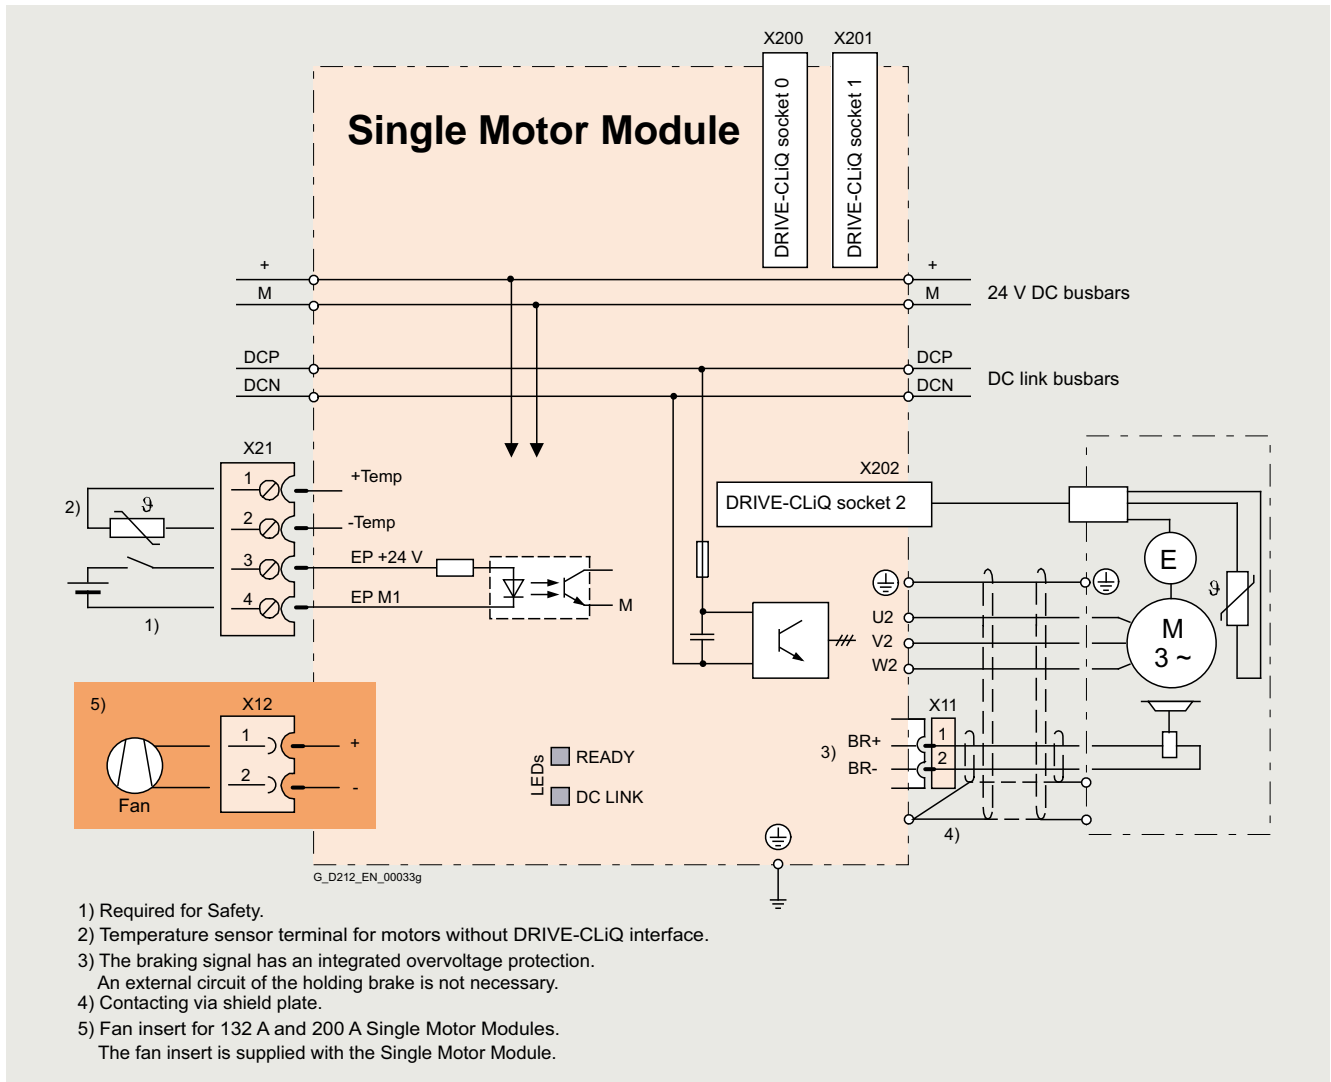 X200 X201
Single Motor Module
DRIVE-CLiQ socket 0
DRIVE-CLiQ socket 1
+ +
M M
24 V DC busbars
DCP DCP
DCN DCN
DC link busbars
X21
X202
1 +Temp
2) ϑ
DRIVE-CLiQ socket 2
2 -Temp
3 EP +24 V
E
4 EP M1
M
ϑ
1)
U2
V2
W2
M
3 ~
5) X12
X11
1 +
2 -
Fan
LEDs
READY
DC LINK
3) BR+ 1
BR- 2
4)
G_D212_EN_00033g
1) Required for Safety.
2) Temperature sensor terminal for motors without DRIVE-CLiQ interface.
3) The braking signal has an integrated overvoltage protection.
An external circuit of the holding brake is not necessary.
4) Contacting via shield plate.
5) Fan insert for 132 A and 200 A Single Motor Modules.
The fan insert is supplied with the Single Motor Module.